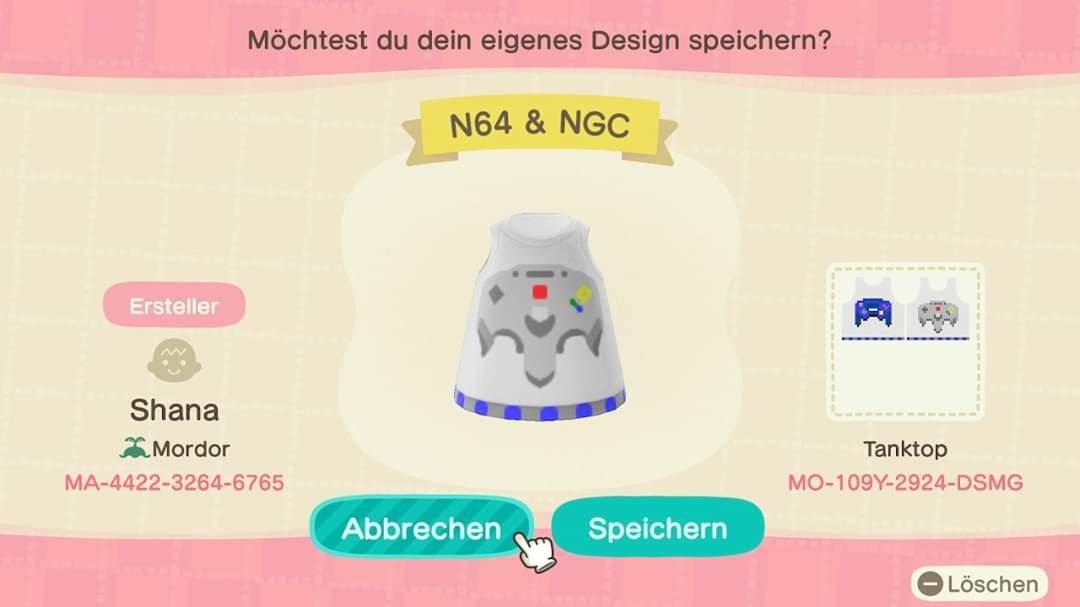 Möchtest du dein eigenes Design speichern?
N64 & NGC
Ersteller
Shana
Mordor
MA-4422-3264-6765
Tanktop
MO-109Y-2924-DSMG
Abbrechen
Speichern
Löschen